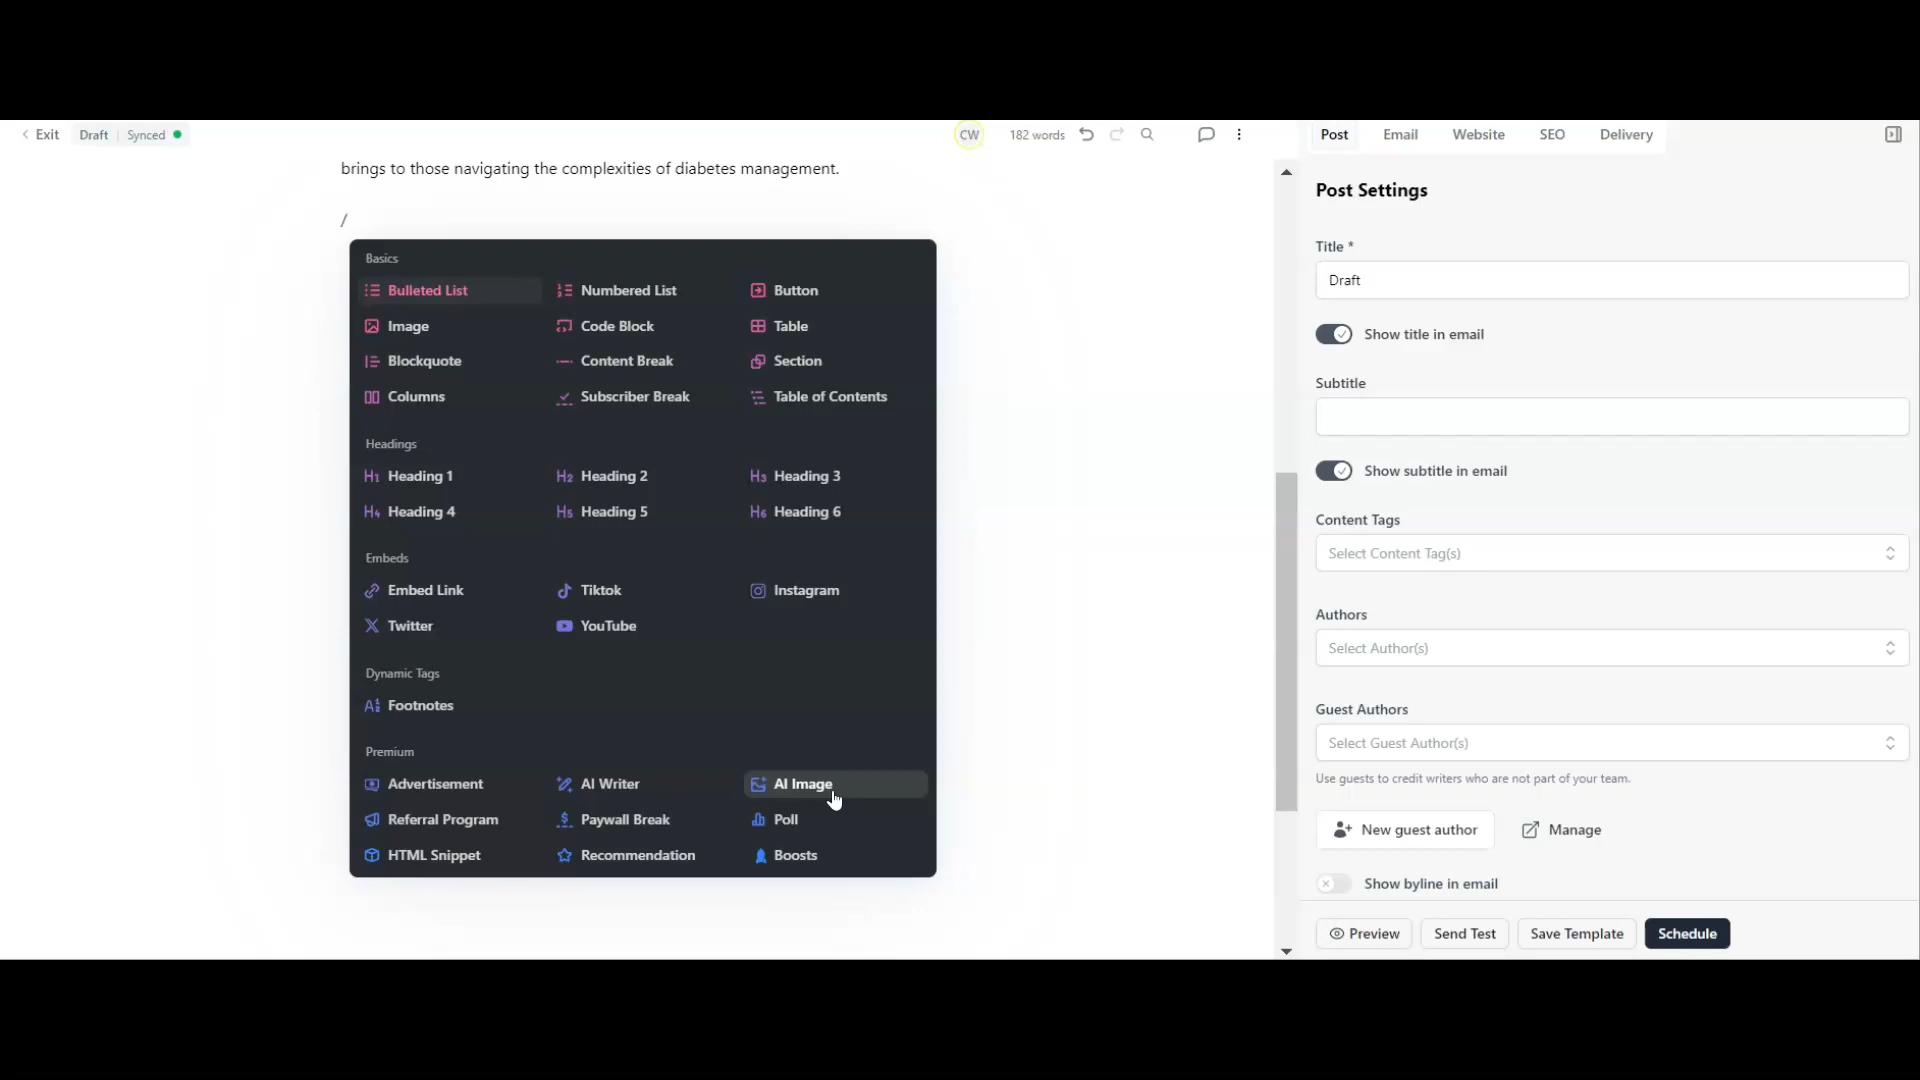 Exit Draft Synced CW 182 words Post Email Website SEO Delivery
brings to those navigating the complexities of diabetes management.
/
Basics
Bulleted List Numbered List Button
Image Code Block Table
Blockquote Content Break Section
Columns Subscriber Break Table of Contents
Headings
H1 Heading 1 H2 Heading 2 H3 Heading 3
H4 Heading 4 H5 Heading 5 H6 Heading 6
Embeds
Embed Link Tiktok Instagram
Twitter YouTube
Dynamic Tags
Footnotes
Premium
Advertisement AI Writer AI Image
Referral Program Paywall Break Poll
HTML Snippet Recommendation Boosts
Post Settings
Title *
Draft
Show title in email
Subtitle
Show subtitle in email
Content Tags
Select Content Tag(s)
Authors
Select Author(s)
Guest Authors
Select Guest Author(s)
Use guests to credit writers who are not part of your team.
New guest author Manage
Show byline in email
Preview Send Test Save Template Schedule